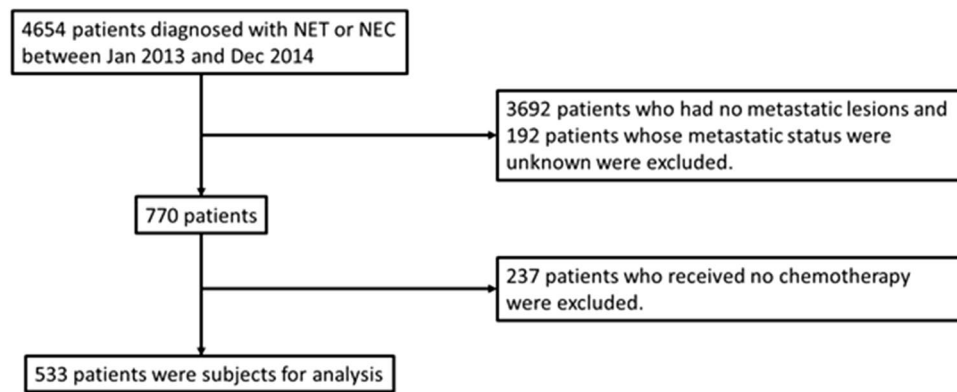 4654 patients diagnosed with NET or NEC
between Jan 2013 and Dec 2014
3692 patients who had no metastatic lesions and
192 patients whose metastatic status were
unknown were excluded.
770 patients
237 patients who received no chemotherapy
were excluded.
533 patients were subjects for analysis